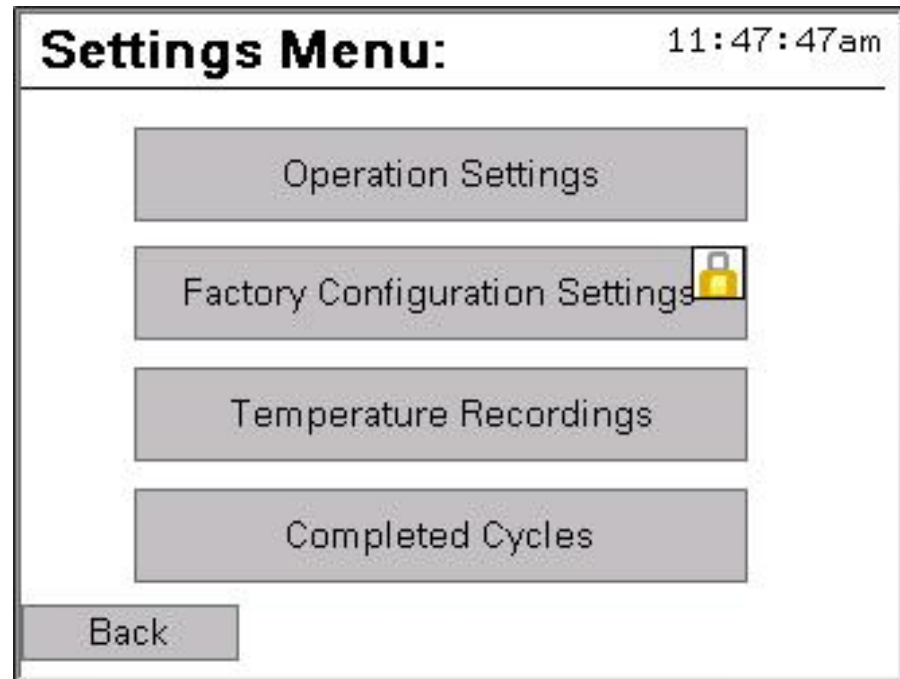 Settings Menu:
11:47:47am
Operation Settings
Factory Configuration Settings
Temperature Recordings
Completed Cycles
Back